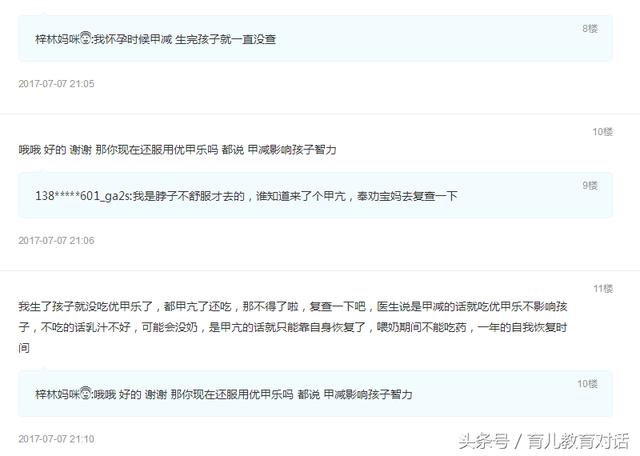 8楼
梓林妈咪:我怀孕时候甲减 生完孩子就一直没查
2017-07-07 21:05
10楼
哦哦 好的 谢谢 那你现在还服用优甲乐吗 都说 甲减影响孩子智力
9楼
138*****601_ga2s:我是脖子不舒服才去的，谁知道来了个甲亢，奉劝宝妈去复查一下
2017-07-07 21:06
11楼
我生了孩子就没吃优甲乐了，都甲亢了还吃，那不得了啦，复查一下吧，医生说是甲减的话就吃优甲乐不影响孩
子，不吃的话乳汁不好，可能会没奶，是甲亢的话就只能靠自身恢复了，喂奶期间不能吃药，一年的自我恢复时
间
10楼
梓林妈咪:哦哦 好的 谢谢 那你现在还服用优甲乐吗 都说 甲减影响孩子智力
2017-07-07 21:10
头条号 / 育儿教育对话